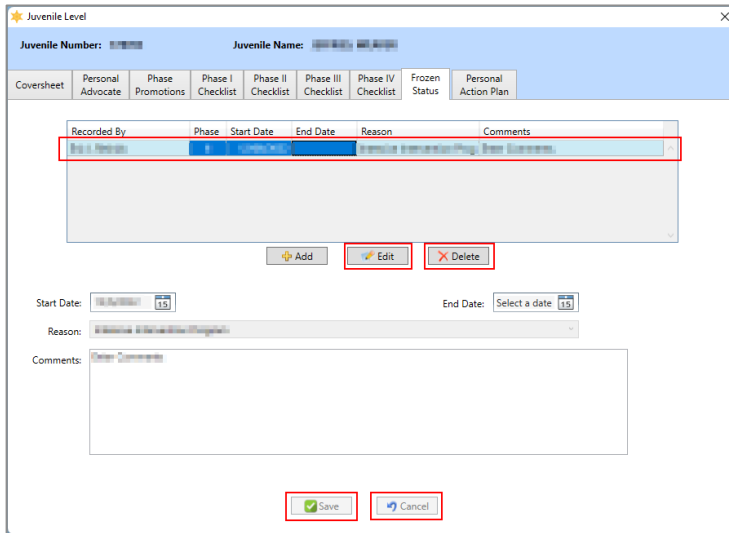 Juvenile Level
Juvenile Number: Juvenile Name:
Coversheet Personal Advocate Phase Promotions Phase I Checklist Phase II Checklist Phase III Checklist Phase IV Checklist Frozen Status Personal Action Plan
Recorded By Phase Start Date End Date Reason Comments
Add Edit Delete
Start Date: 15 End Date: Select a date 15
Reason:
Comments:
Save Cancel